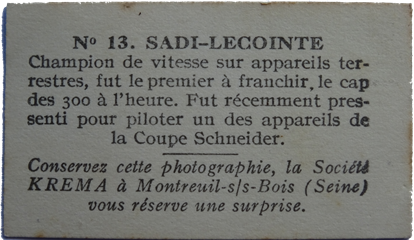 Nº 13. SADI-LECOINTE
Champion de vitesse sur appareils ter-
restres, fut le premier à franchir, le cap
des 300 à l'heure. Fut récemment pres-
senti pour piloter un des appareils de
la Coupe Schneider.
Conservez cette photographie, la Société
KREMA à Montreuil-s/s-Bois (Seine)
vous réserve une surprise.